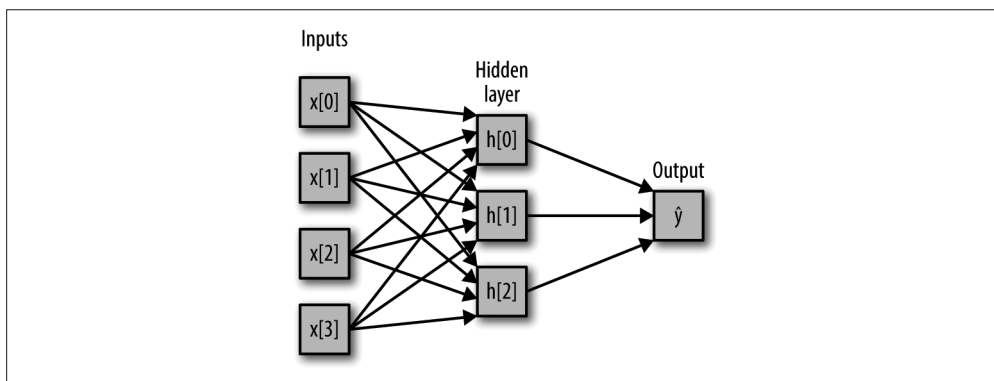 Inputs
x[0]
x[1]
x[2]
x[3]
Hidden
layer
h[0]
h[1]
h[2]
Output
ŷ